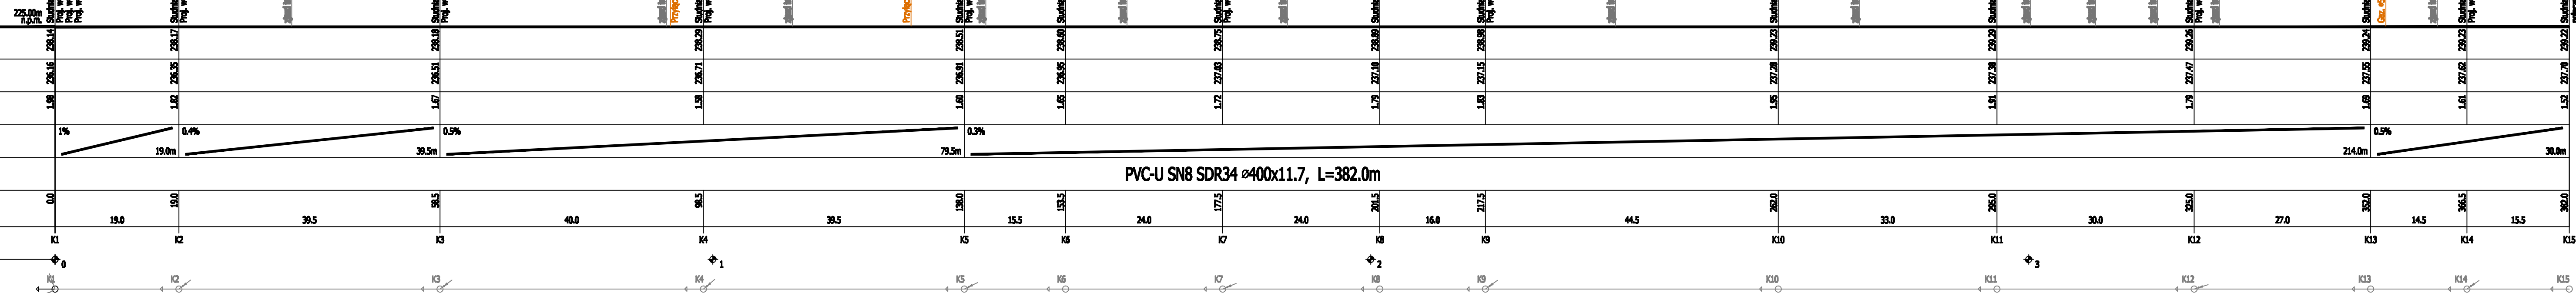 225.00m
n.p.m.
238.14 238.17 238.18 238.29 238.51 238.60 238.75 238.89 238.98 239.23 239.29 239.26 239.24 239.23 239.22
236.16 236.35 236.51 236.71 236.91 236.95 237.03 237.10 237.15 237.28 237.38 237.47 237.55 237.62 237.70
1.98 1.82 1.67 1.58 1.60 1.65 1.72 1.79 1.83 1.95 1.91 1.79 1.69 1.61 1.52
1% 0.4% 0.5% 0.3% 0.5%
19.0m 39.5m 79.5m 214.0m 30.0m
PVC-U SN8 SDR34 ⌀400x11.7, L=382.0m
0.0 19.0 58.5 98.5 138.0 153.5 177.5 201.5 217.5 262.0 295.0 325.0 352.0 366.5 382.0
19.0 39.5 40.0 39.5 15.5 24.0 24.0 16.0 44.5 33.0 30.0 27.0 14.5 15.5
K1 K2 K3 K4 K5 K6 K7 K8 K9 K10 K11 K12 K13 K14 K15
0 1 2 3
K1 K2 K3 K4 K5 K6 K7 K8 K9 K10 K11 K12 K13 K14 K15